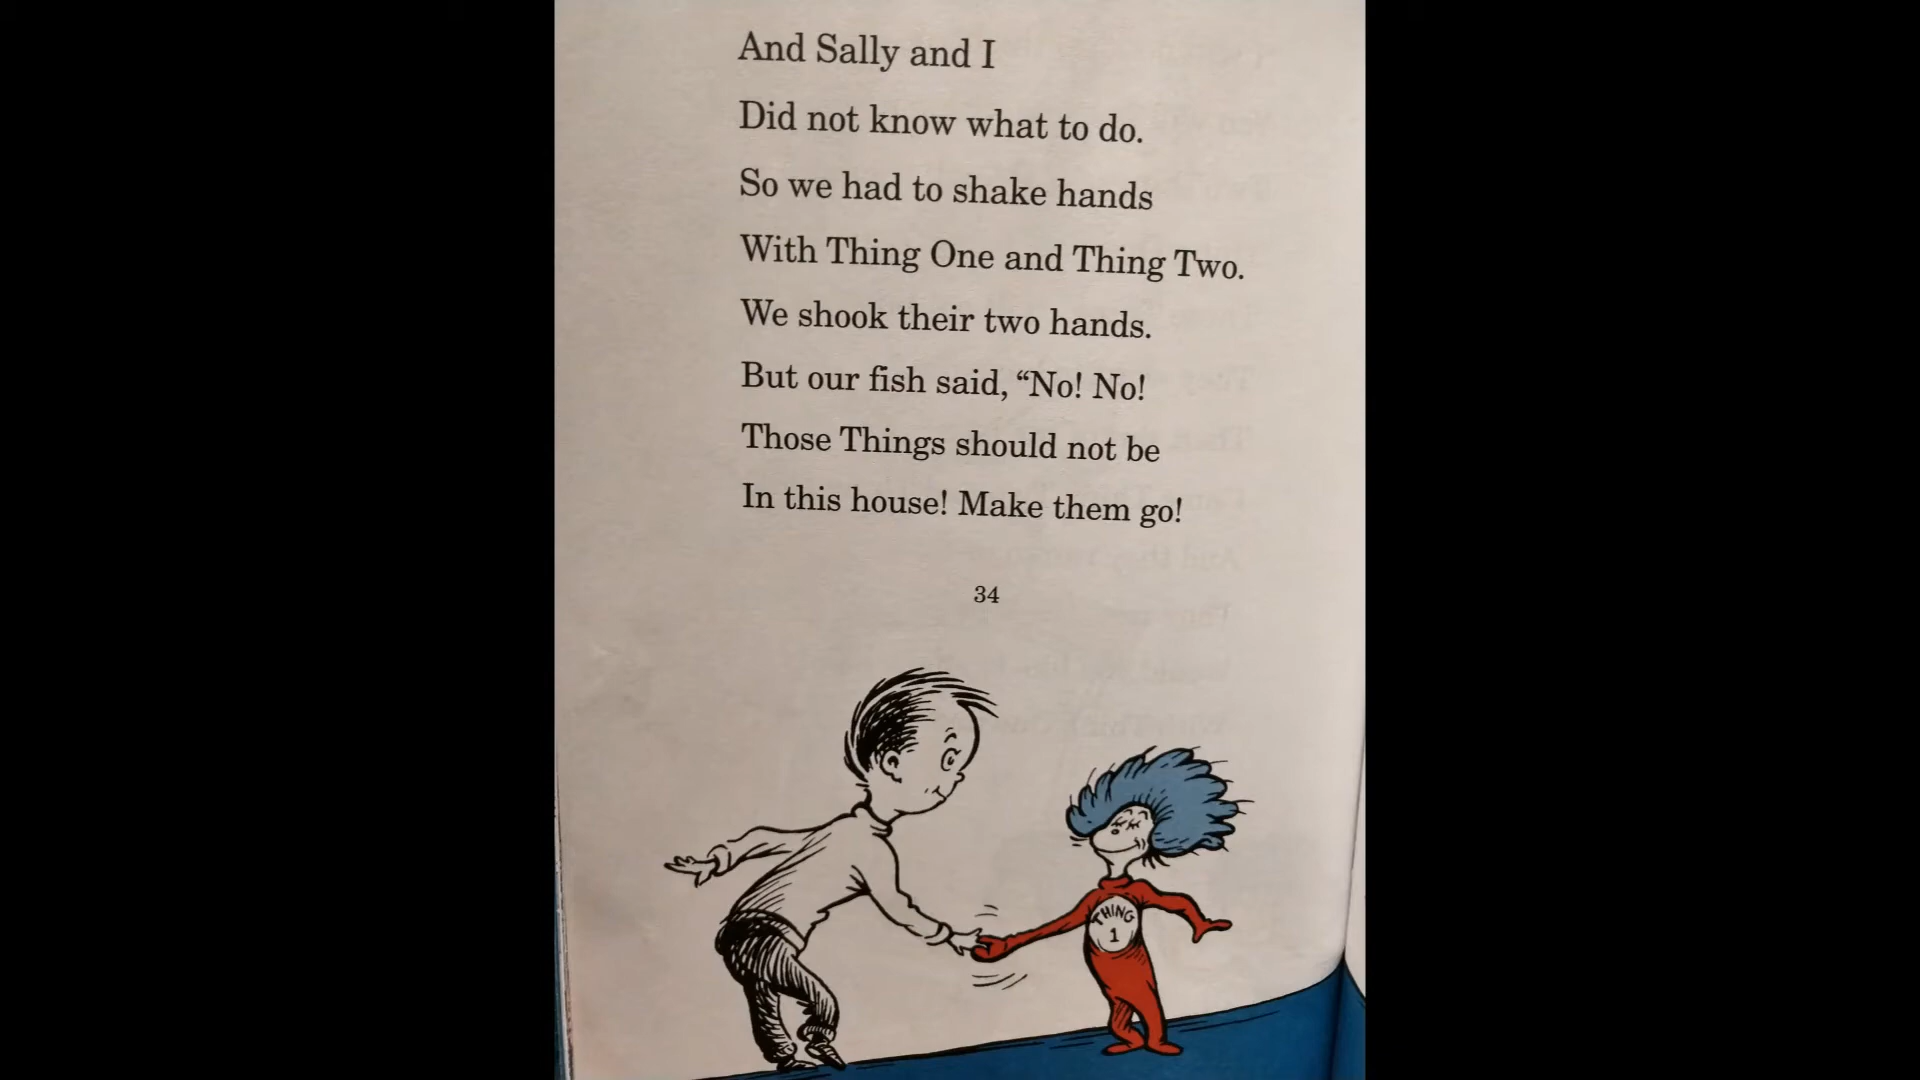 And Sally and I
Did not know what to do.
So we had to shake hands
With Thing One and Thing Two.
We shook their two hands.
But our fish said, “No! No!
Those Things should not be
In this house! Make them go!
34
THING
1